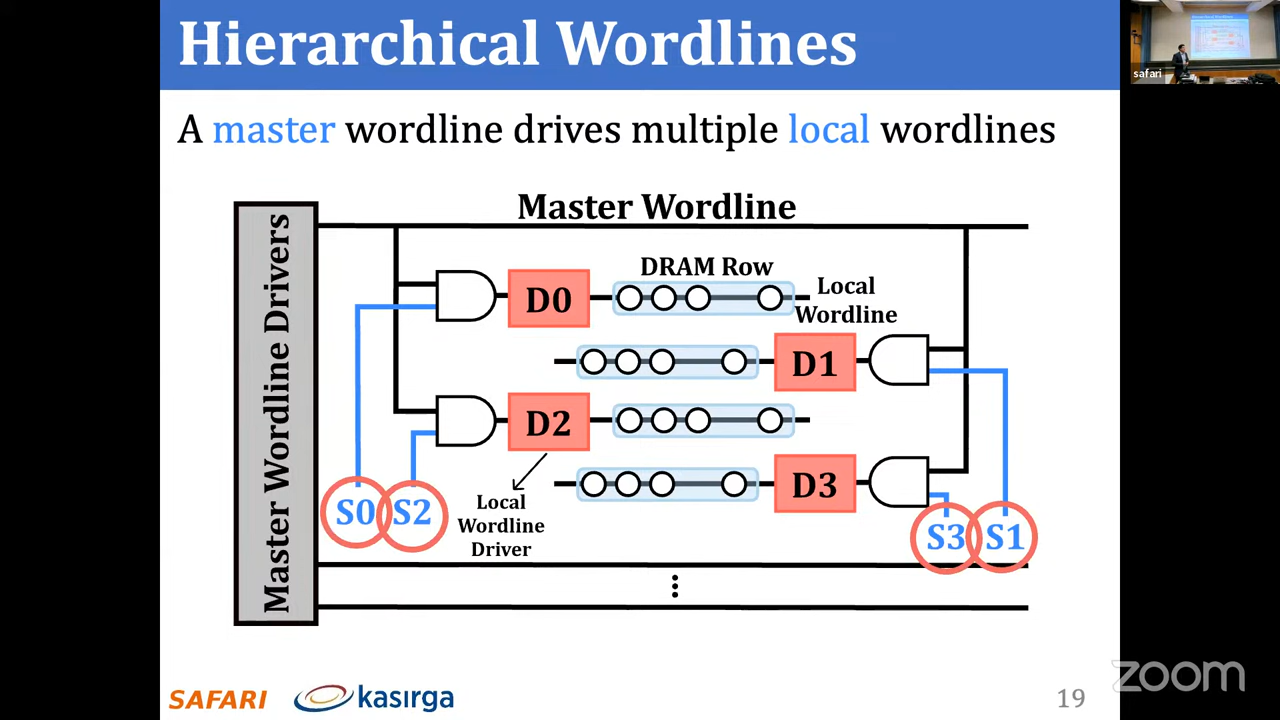 Hierarchical Wordlines
safari
A master wordline drives multiple local wordlines
Master Wordline Drivers
Master Wordline
DRAM Row
Local
Wordline
D0
D1
D2
D3
Local
Wordline
Driver
S0
S2
S3
S1
⋮
SAFARI
kasırga
19
zoom